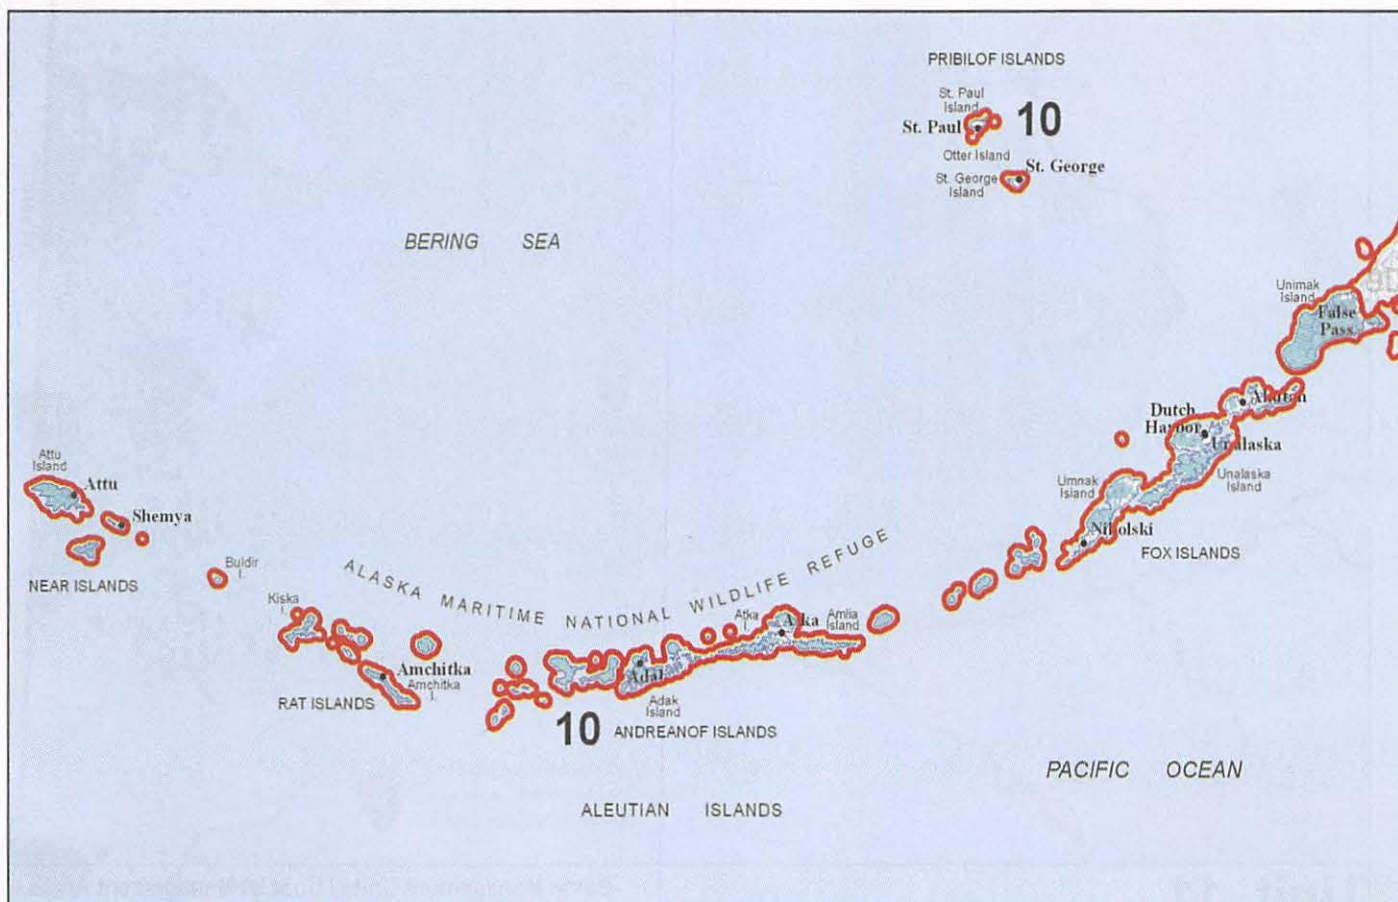 PRIBILOF ISLANDS
St. Paul
Island
St. Paul
10
Otter Island
St. George
St. George
Island
BERING SEA
Unimak
Island
False
Pass
Akutan
Dutch
Harbor
Unalaska
Unalaska
Island
Umnak
Island
Nikolski
FOX ISLANDS
Attu
Island
Attu
Shemya
NEAR ISLANDS
Buldir
I.
Kiska
I.
ALASKA MARITIME NATIONAL WILDLIFE REFUGE
Amchitka
Amchitka
I.
RAT ISLANDS
Atka
I.
Atka
Amlia
Island
Adak
Adak
Island
10
ANDREANOF ISLANDS
PACIFIC OCEAN
ALEUTIAN ISLANDS